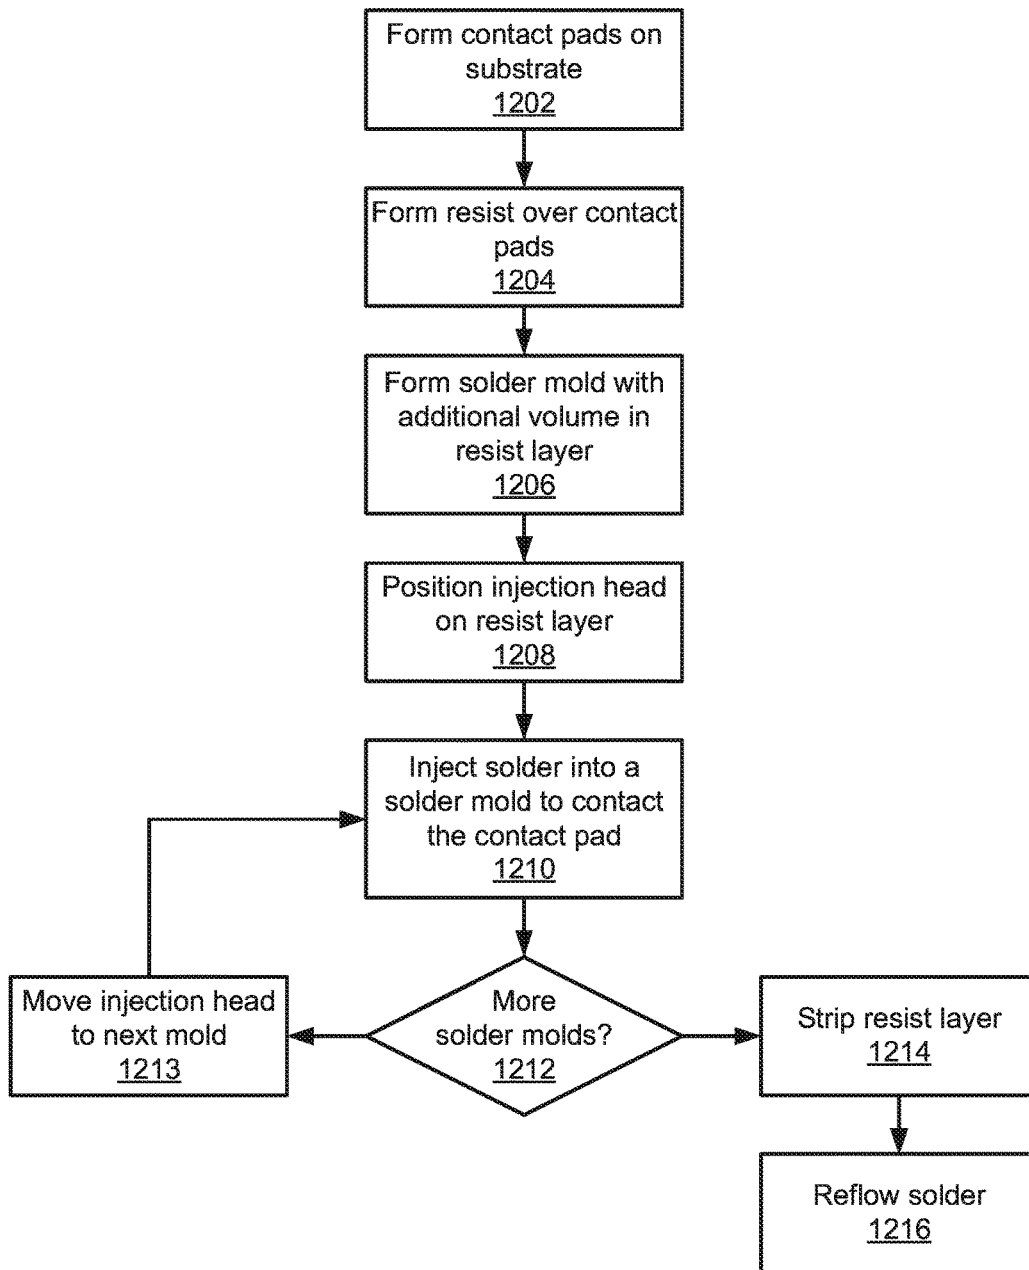 Form contact pads on
substrate
1202
Form resist over contact
pads
1204
Form solder mold with
additional volume in
resist layer
1206
Position injection head
on resist layer
1208
Inject solder into a
solder mold to contact
the contact pad
1210
Move injection head
to next mold
1213
More
solder molds?
1212
Strip resist layer
1214
Reflow solder
1216